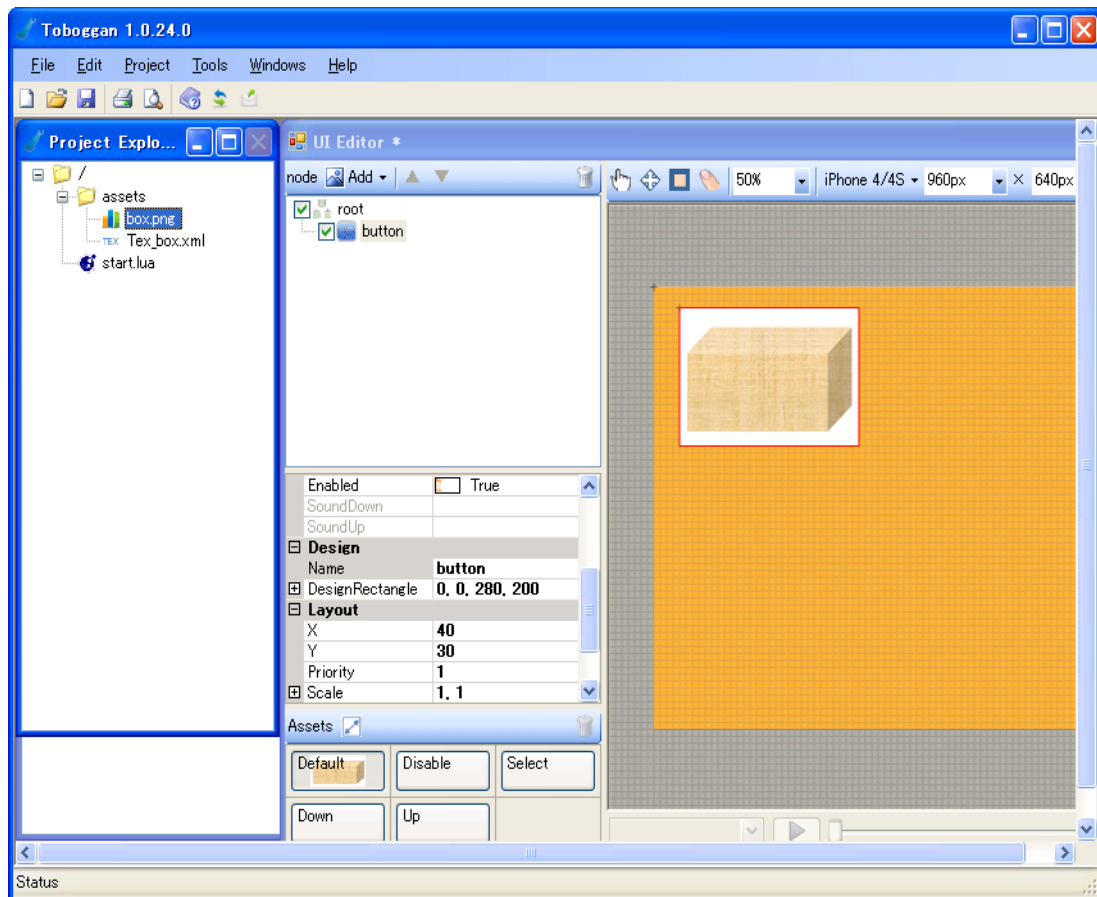 Toboggan 1.0.24.0
File Edit Project Tools Windows Help
Project Explo...
/
assets
box.png
TEX Tex_box.xml
start.lua
UI Editor *
node Add
root
button
50% iPhone 4/4S 960px × 640px
Enabled True
SoundDown
SoundUp
Design
Name button
DesignRectangle 0, 0, 280, 200
Layout
X 40
Y 30
Priority 1
Scale 1, 1
Assets
Default Disable Select
Down Up
Status